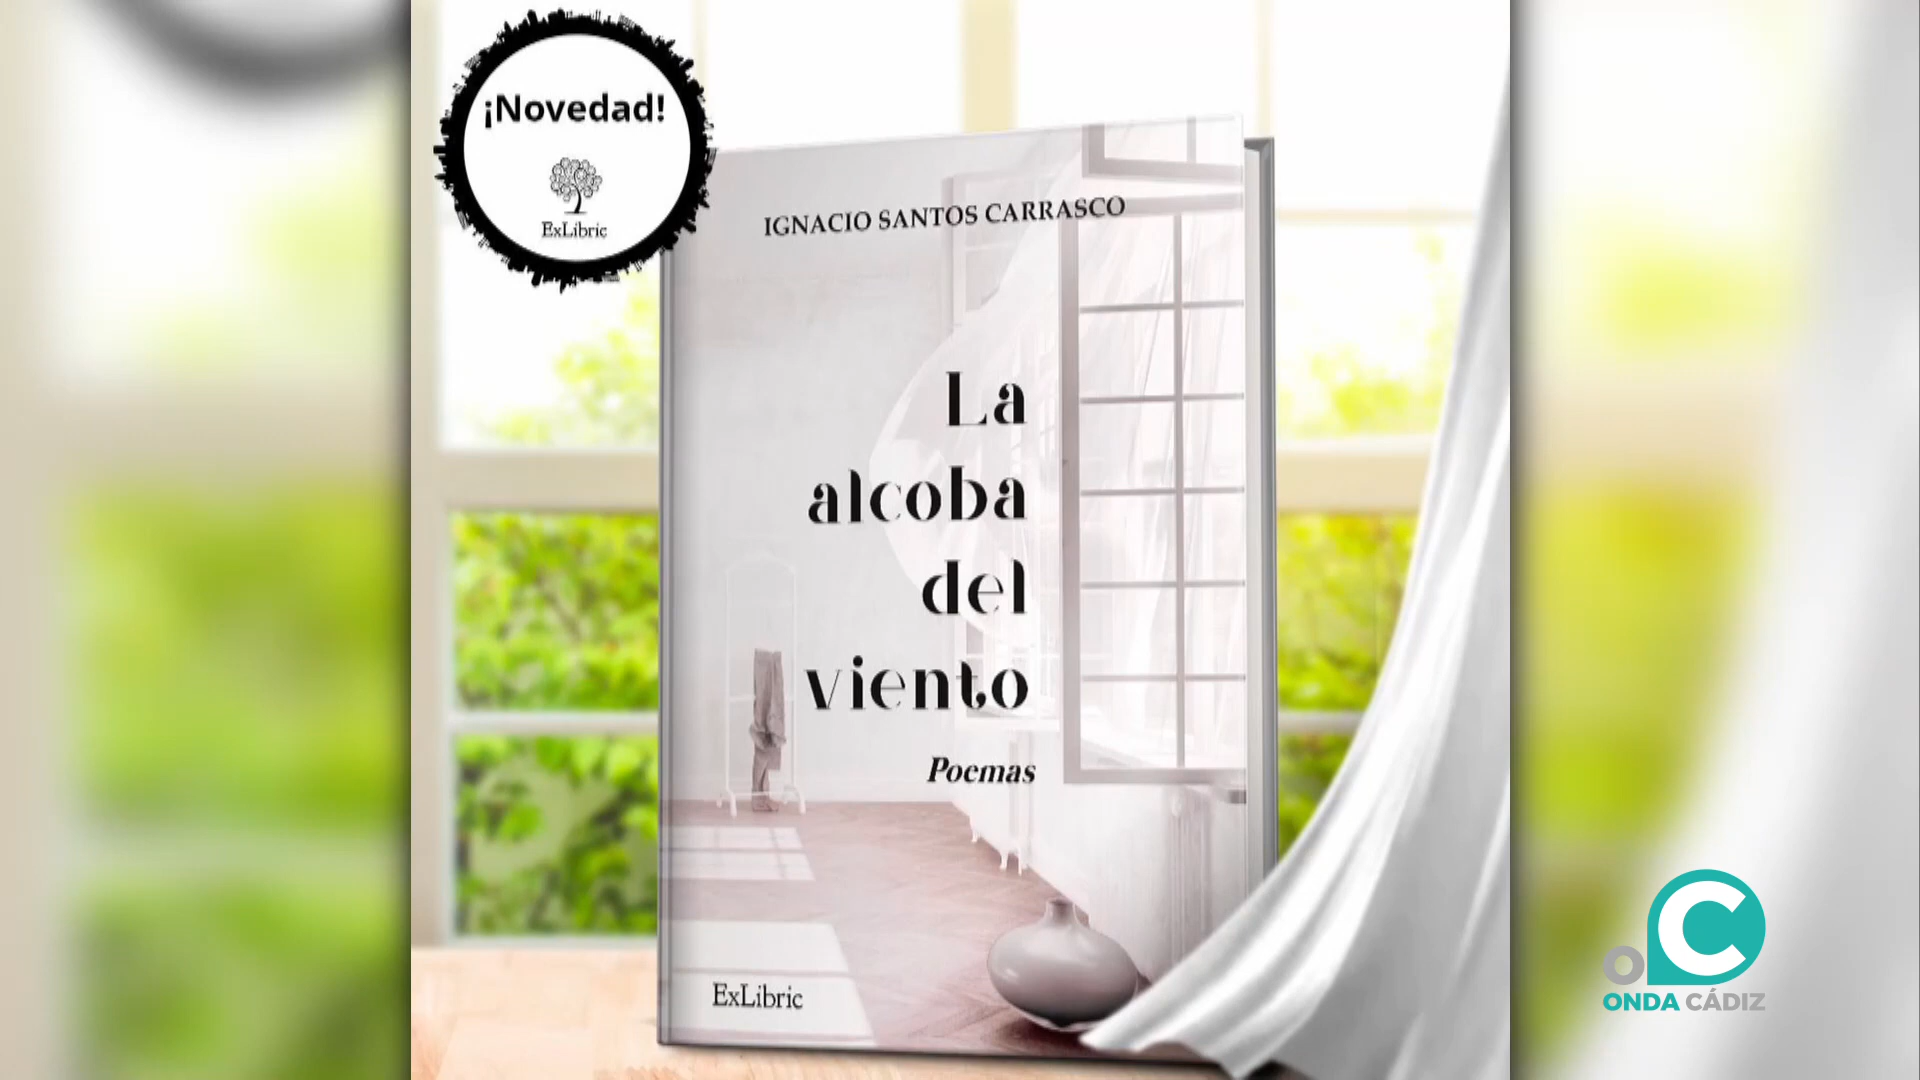 ¡Novedad!
ExLibric
IGNACIO SANTOS CARRASCO
La
alcoba
del
viento
Poemas
ExLibric
ONDA CÁDIZ